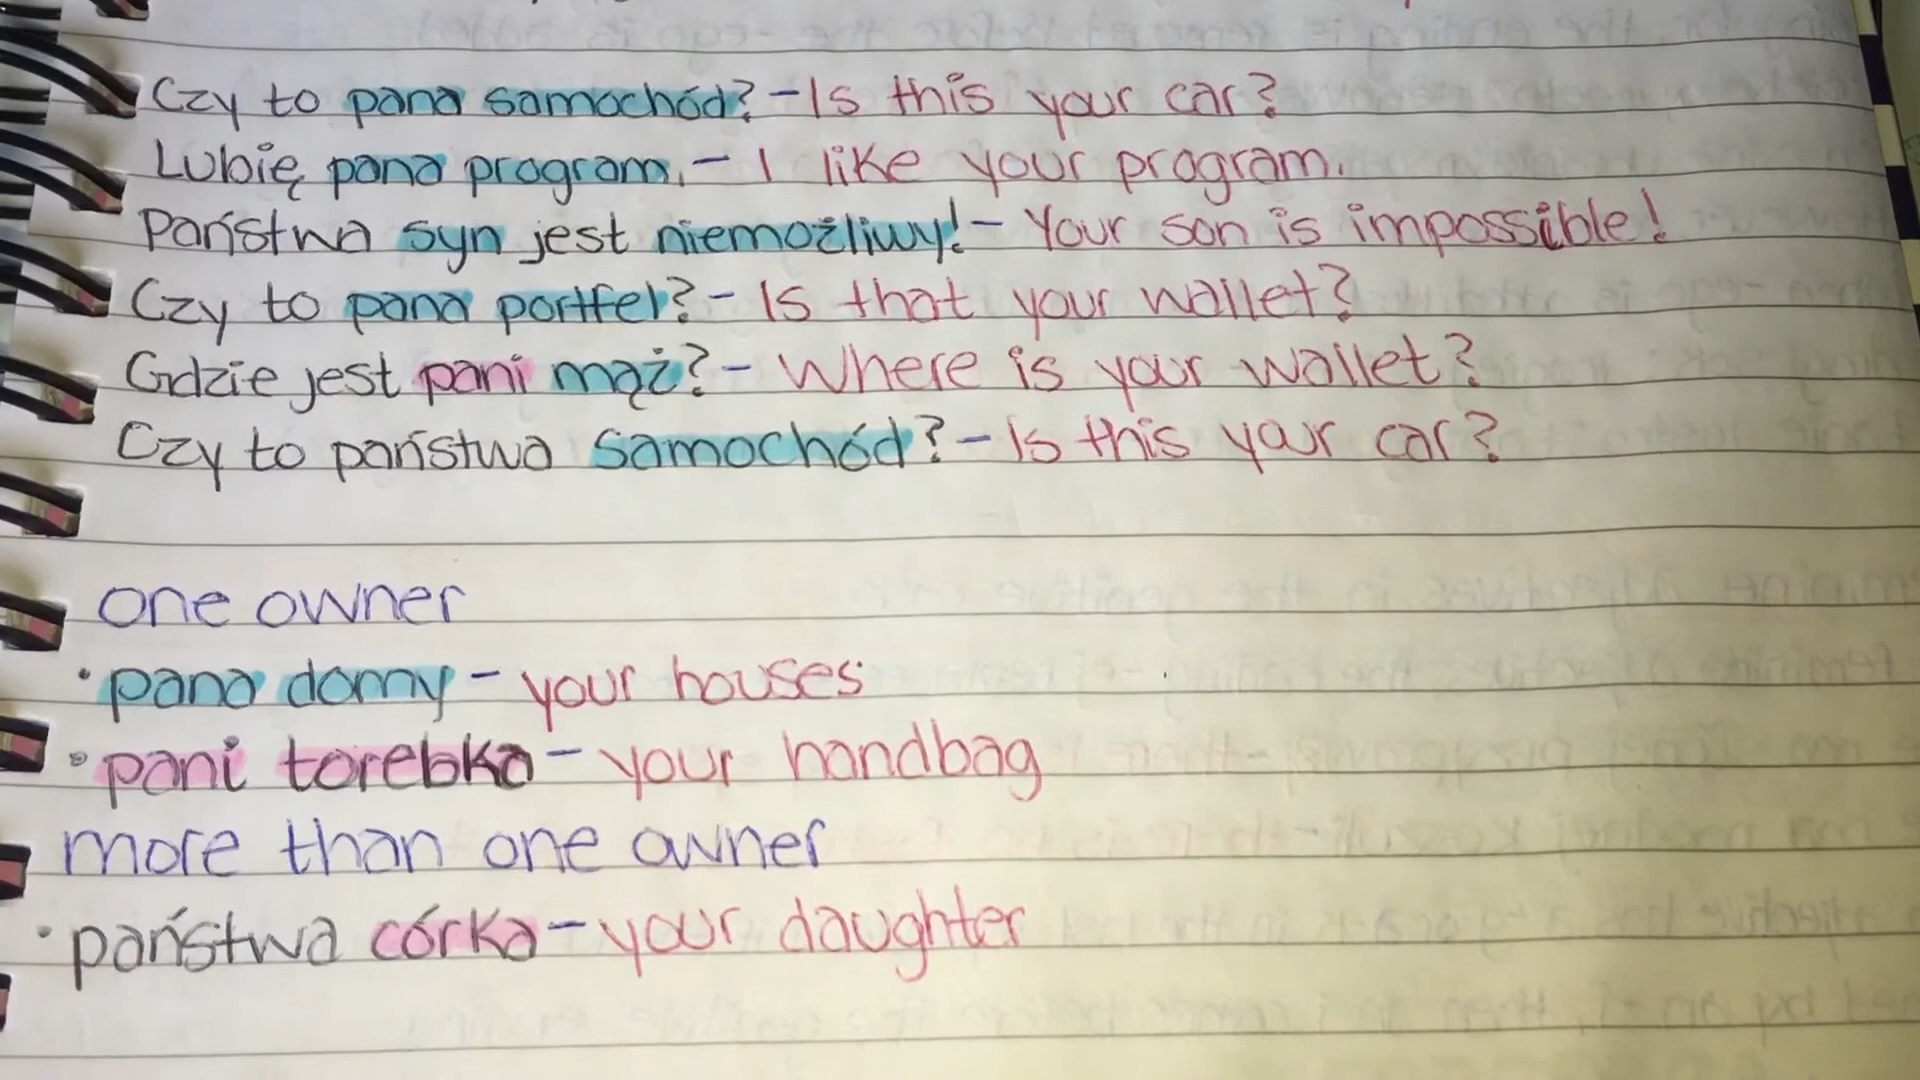 Czy to pana samochód? - Is this your car?
Lubię pana program. - I like your program.
Państwa syn jest niemożliwy! - Your son is impossible!
Czy to pana portfel? - Is that your wallet?
Gdzie jest pani mąż? - Where is your wallet?
Czy to państwa samochód? - Is this your car?
one owner
• pana domy - your houses
• pani torebka - your handbag
more than one owner
• państwa córka - your daughter